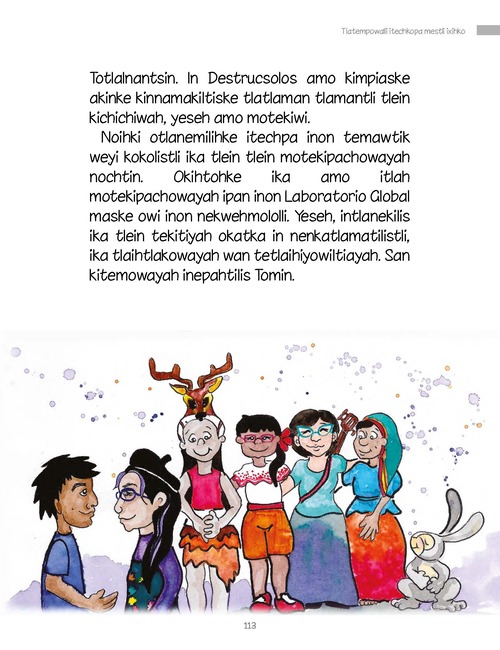 Tlatempowalli itechkopa mestli ixihko
Totlalnantsin. In Destrucsolos amo kimpiaske
akinke kinnamakiltiske tlatlaman tlamantli tlein
kichichiwah, yeseh amo motekiwi.
Noihki otlanemilihke itechpa inon temawtik
weyi kokolistli ika tlein tlein motekipachowayah
nochtin. Okihtohke ika amo itlah
motekipachowayah ipan inon Laboratorio Global
maske owi inon nekwehmololli. Yeseh, intlanekilis
ika tlein tekitiyah okatka in nenkatlamatilistli,
ika tlaihtlakowayah wan tetlaihiyowiltiayah. San
kitemowayah inepahtilis Tomin.
113